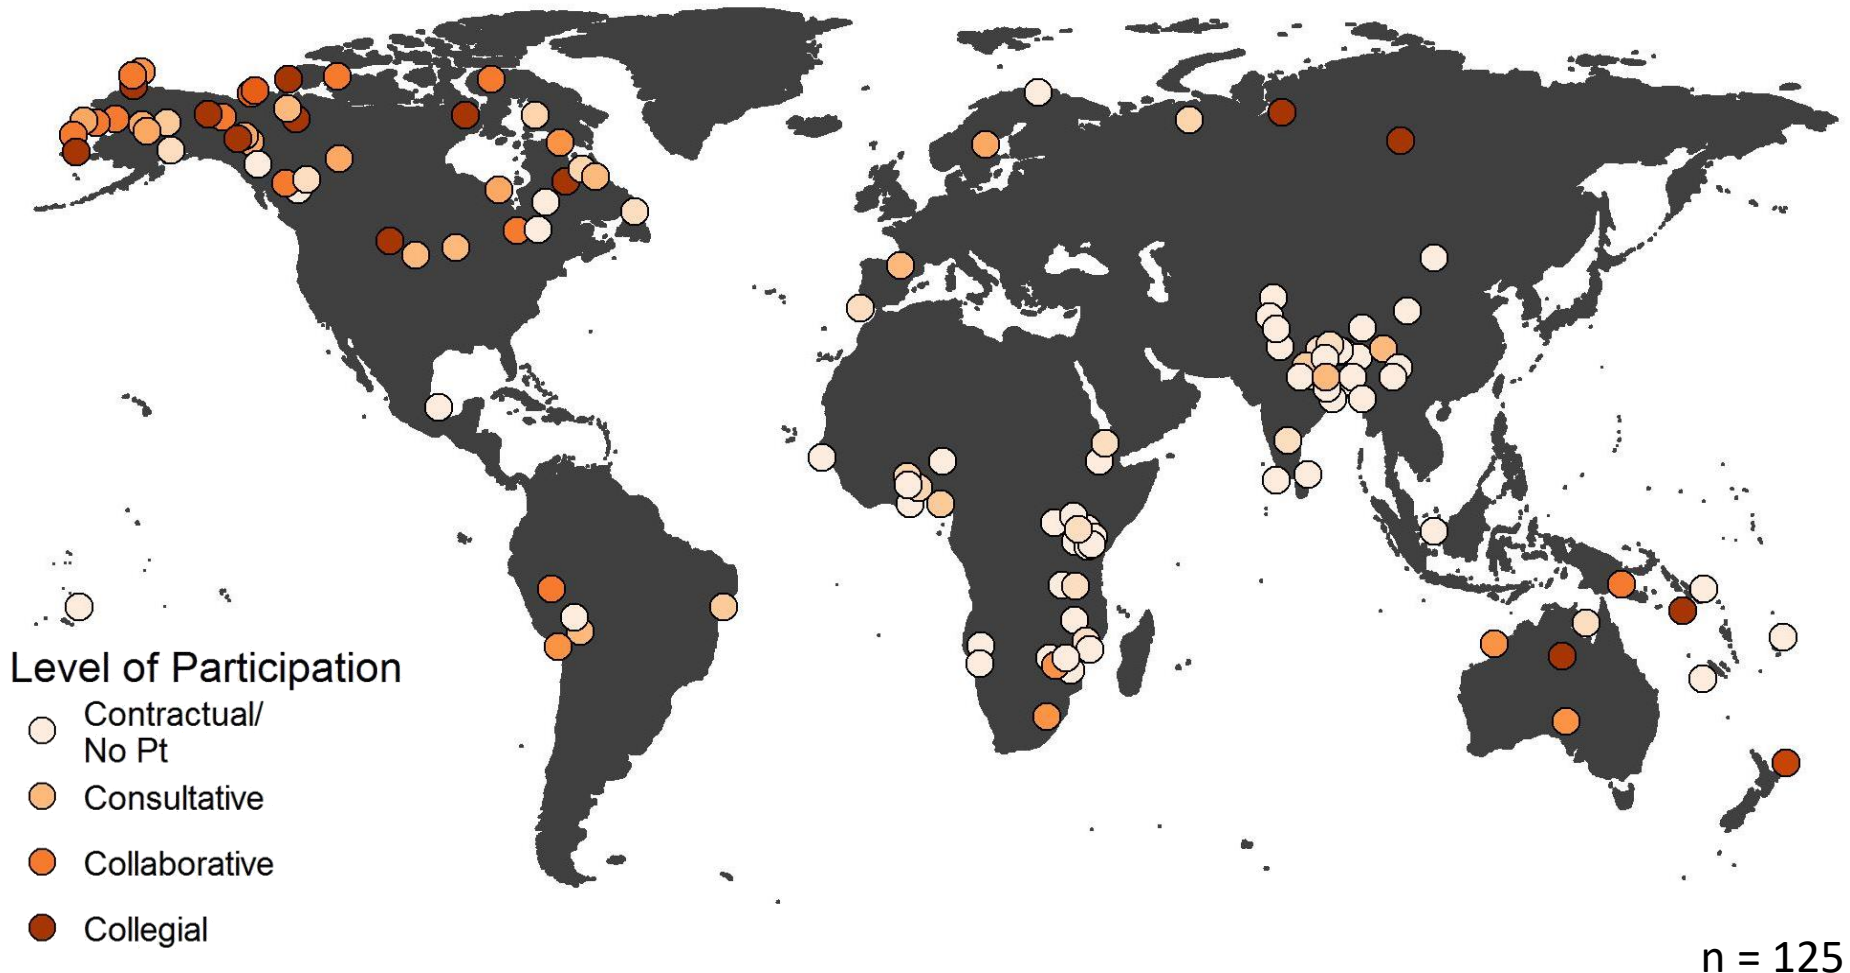 Level of Participation
Contractual/
No Pt
Consultative
Collaborative
Collegial
n = 125